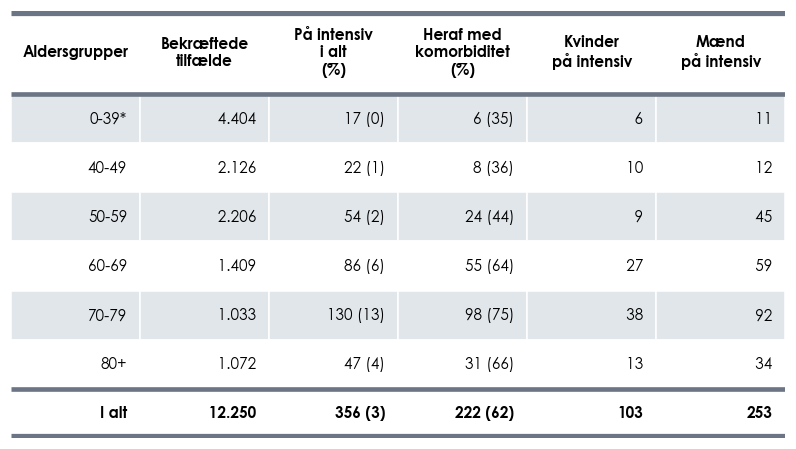 Aldersgrupper Bekræftede tilfælde På intensiv i alt (%) Heraf med komorbiditet (%) Kvinder på intensiv Mænd på intensiv
0-39* 4.404 17 (0) 6 (35) 6 11
40-49 2.126 22 (1) 8 (36) 10 12
50-59 2.206 54 (2) 24 (44) 9 45
60-69 1.409 86 (6) 55 (64) 27 59
70-79 1.033 130 (13) 98 (75) 38 92
80+ 1.072 47 (4) 31 (66) 13 34
I alt 12.250 356 (3) 222 (62) 103 253